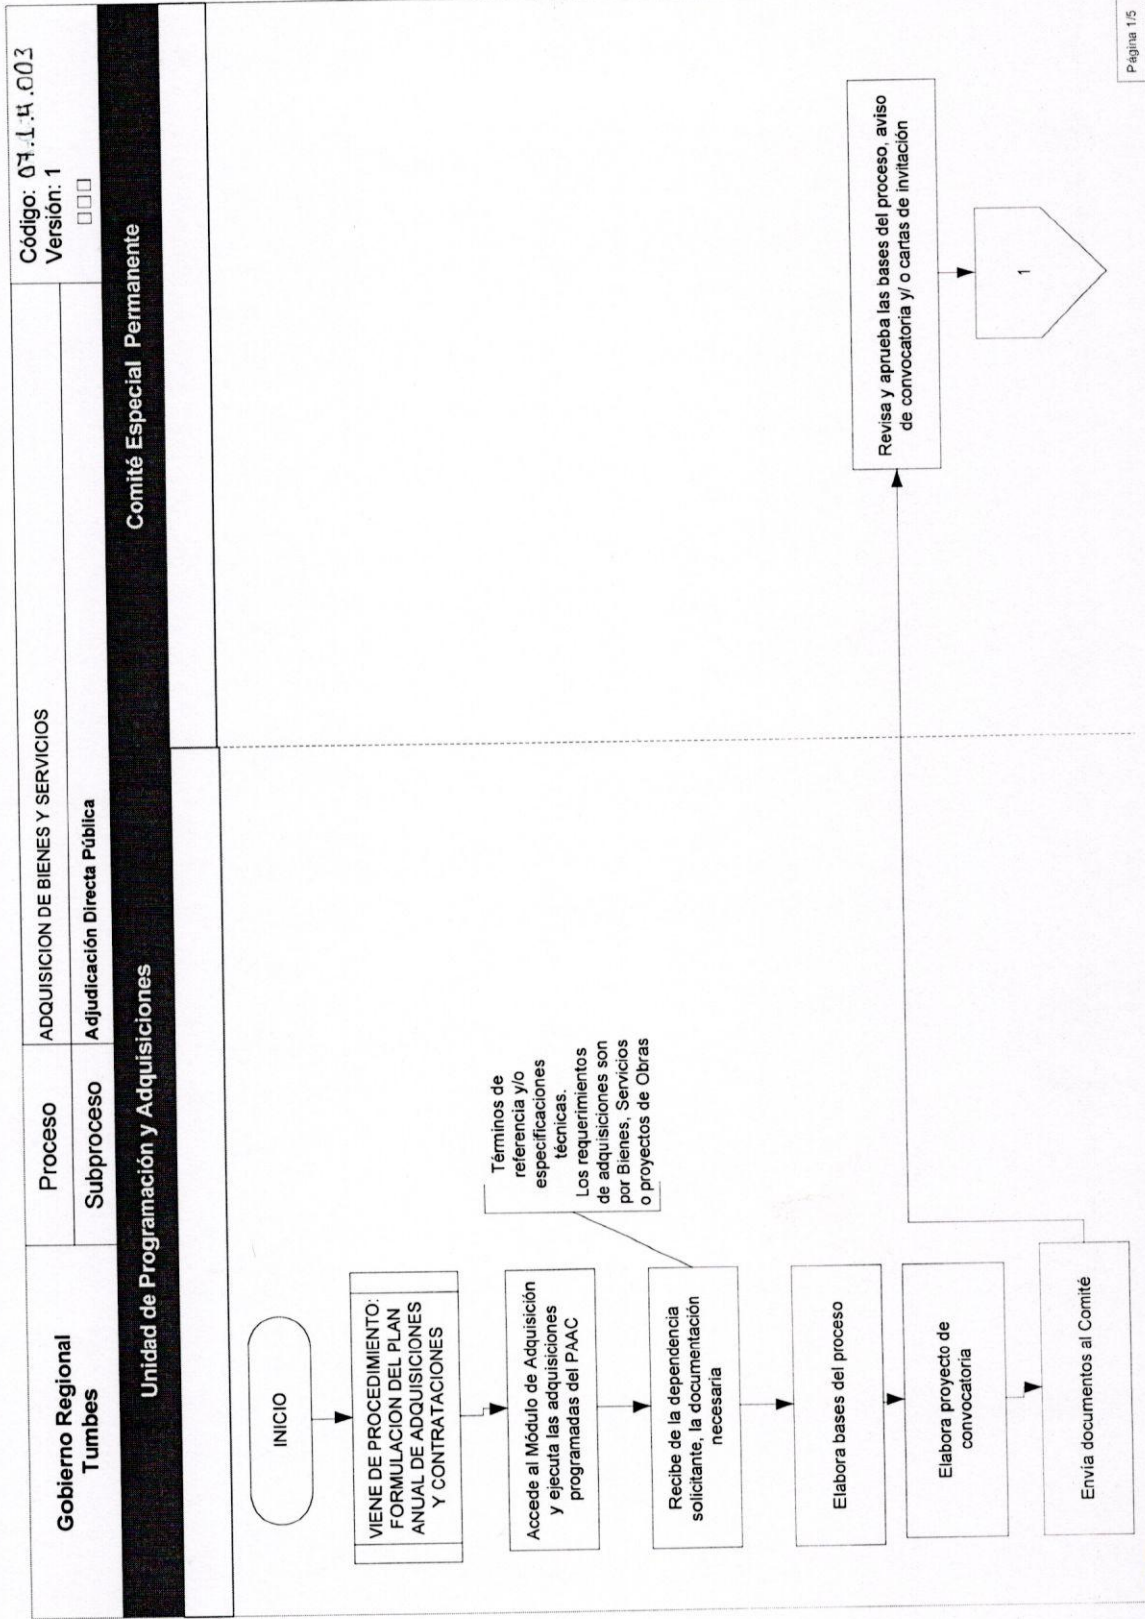 Gobierno Regional
Tumbes
Proceso
ADQUISICION DE BIENES Y SERVICIOS
Código: 07.1.4.003
Versión: 1
Subproceso
Adjudicación Directa Pública
Unidad de Programación y Adquisiciones
Comité Especial Permanente
INICIO
VIENE DE PROCEDIMIENTO:
FORMULACION DEL PLAN
ANUAL DE ADQUISICIONES
Y CONTRATACIONES
Accede al Módulo de Adquisición
y ejecuta las adquisiciones
programadas del PAAC
Términos de
referencia y/o
especificaciones
técnicas.
Los requerimientos
de adquisiciones son
por Bienes, Servicios
o proyectos de Obras
Recibe de la dependencia
solicitante, la documentación
necesaria
Elabora bases del proceso
Elabora proyecto de
convocatoria
Envia documentos al Comité
Revisa y aprueba las bases del proceso, aviso
de convocatoria y/ o cartas de invitación
1
Página 1/5